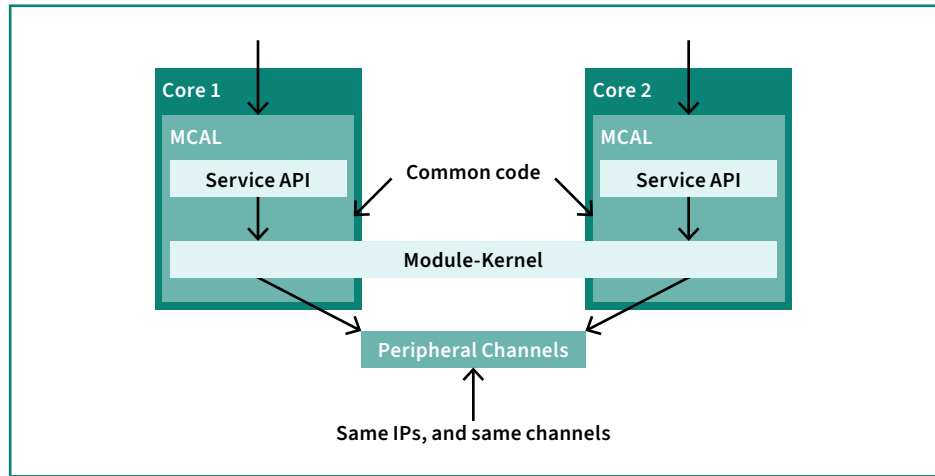 Core 1
Core 2
MCAL
MCAL
Service API
Common code
Service API
Module-Kernel
Peripheral Channels
Same IPs, and same channels